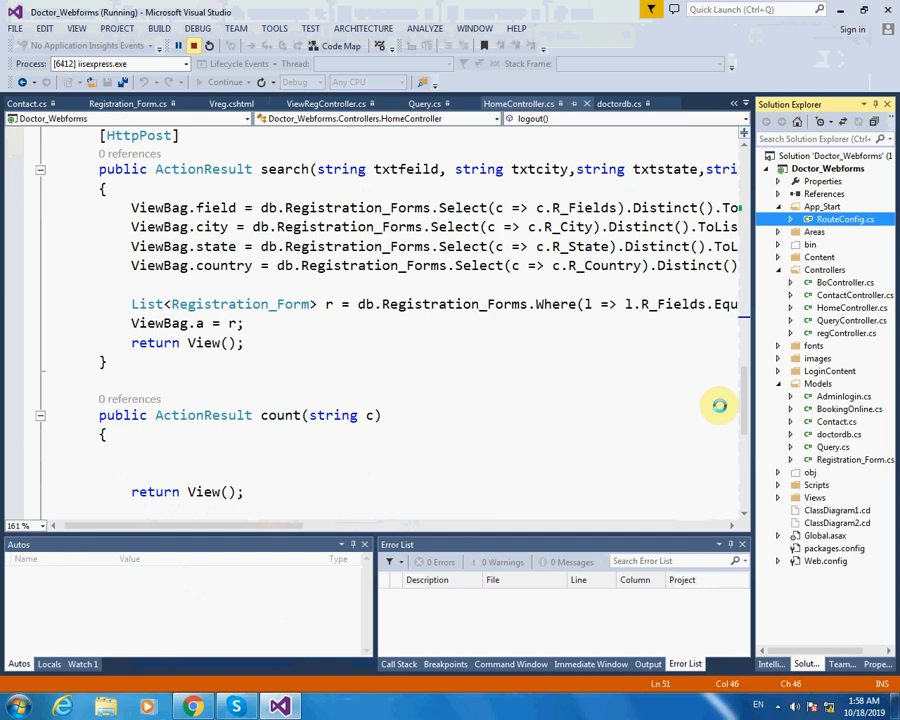 Doctor_Webforms (Running) - Microsoft Visual Studio
Quick Launch (Ctrl+Q)
FILE EDIT VIEW PROJECT BUILD DEBUG TEAM TOOLS TEST ARCHITECTURE ANALYZE WINDOW HELP
Sign in
No Application Insights Events Code Map
Process: [6412] iisexpress.exe Lifecycle Events Thread: Stack Frame:
Continue Debug Any CPU
Contact.cs Registration_Form.cs Vreg.cshtml ViewRegController.cs Query.cs HomeController.cs doctordb.cs
Doctor_Webforms Doctor_Webforms.Controllers.HomeController logout()
[HttpPost]
0 references
public ActionResult search(string txtfeild, string txtcity,string txtstate,stri
{
ViewBag.field = db.Registration_Forms.Select(c => c.R_Fields).Distinct().To
ViewBag.city = db.Registration_Forms.Select(c => c.R_City).Distinct().ToLis
ViewBag.state = db.Registration_Forms.Select(c => c.R_State).Distinct().ToL
ViewBag.country = db.Registration_Forms.Select(c => c.R_Country).Distinct()
List<Registration_Form> r = db.Registration_Forms.Where(l => l.R_Fields.Equ
ViewBag.a = r;
return View();
}
0 references
public ActionResult count(string c)
{
return View();
161 %
Solution Explorer
Search Solution Explorer (Ctrl+;)
Solution 'Doctor_Webforms' (1
Doctor_Webforms
Properties
References
App_Start
RouteConfig.cs
Areas
bin
Content
Controllers
BoController.cs
ContactController.cs
HomeController.cs
QueryController.cs
regController.cs
fonts
images
LoginContent
Models
Adminlogin.cs
BookingOnline.cs
Contact.cs
doctordb.cs
Query.cs
Registration_Form.cs
obj
Scripts
Views
ClassDiagram1.cd
ClassDiagram2.cd
Global.asax
packages.config
Web.config
Intelli... Solut... Team... Prope...
Autos
Name Value Type
Autos Locals Watch 1
Error List
0 Errors 0 Warnings 0 Messages Search Error List
Description File Line Column Project
Call Stack Breakpoints Command Window Immediate Window Output Error List
Ln 51 Col 46 Ch 46 INS
EN
1:58 AM
10/18/2019